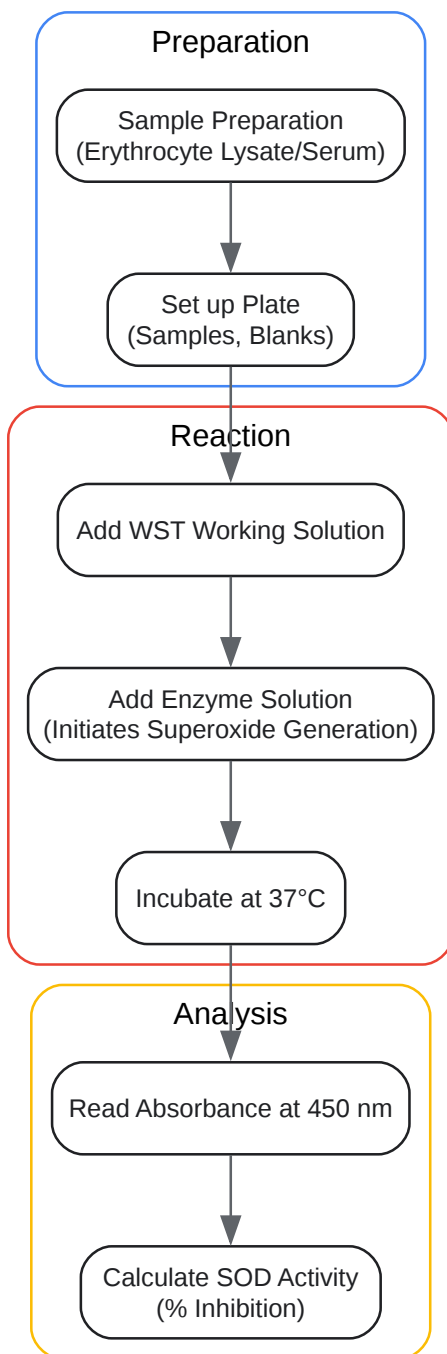 Preparation
Sample Preparation
(Erythrocyte Lysate/Serum)
Set up Plate
(Samples, Blanks)
Reaction
Add WST Working Solution
Add Enzyme Solution
(Initiates Superoxide Generation)
Incubate at 37°C
Analysis
Read Absorbance at 450 nm
Calculate SOD Activity
(% Inhibition)